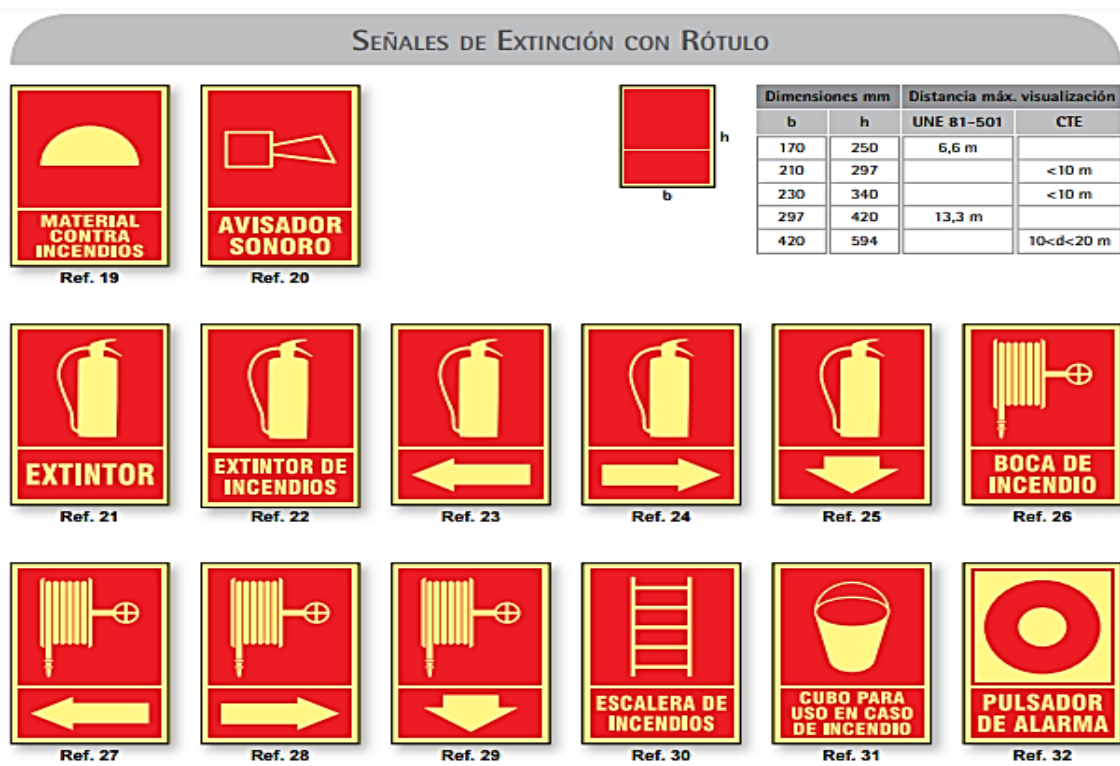 SEÑALES DE EXTINCIÓN CON RÓTULO
MATERIAL
CONTRA
INCENDIOS
Ref. 19
AVISADOR
SONORO
Ref. 20
h
b
Dimensiones mm Distancia máx. visualización
b h UNE 81-501 CTE
170 250 6,6 m
210 297 <10 m
230 340 <10 m
297 420 13,3 m
420 594 10<d<20 m
EXTINTOR
Ref. 21
EXTINTOR DE
INCENDIOS
Ref. 22
Ref. 23
Ref. 24
Ref. 25
BOCA DE
INCENDIO
Ref. 26
Ref. 27
Ref. 28
Ref. 29
ESCALERA DE
INCENDIOS
Ref. 30
CUBO PARA
USO EN CASO
DE INCENDIO
Ref. 31
PULSADOR
DE ALARMA
Ref. 32